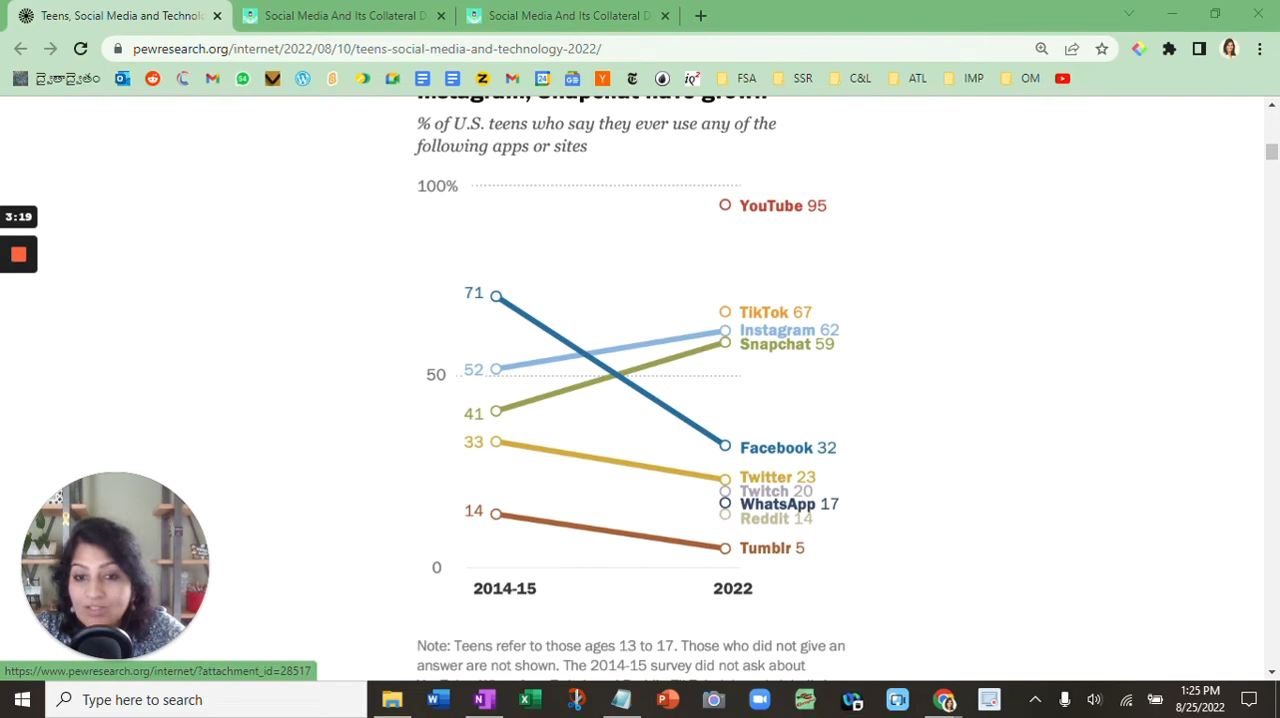 Teens, Social Media and Technolo
Social Media And Its Collateral D
Social Media And Its Collateral D
pewresearch.org/internet/2022/08/10/teens-social-media-and-technology-2022/
FSA
SSR
C&L
ATL
IMP
OM
Instagram, Snapchat have grown
% of U.S. teens who say they ever use any of the
following apps or sites
100%
YouTube 95
3:19
71
TikTok 67
Instagram 62
Snapchat 59
52
50
41
33
Facebook 32
Twitter 23
Twitch 20
WhatsApp 17
Reddit 14
14
Tumblr 5
0
2014-15
2022
Note: Teens refer to those ages 13 to 17. Those who did not give an
answer are not shown. The 2014-15 survey did not ask about
https://www.pewresearch.org/internet/?attachment_id=28517
Type here to search
1:25 PM
8/25/2022